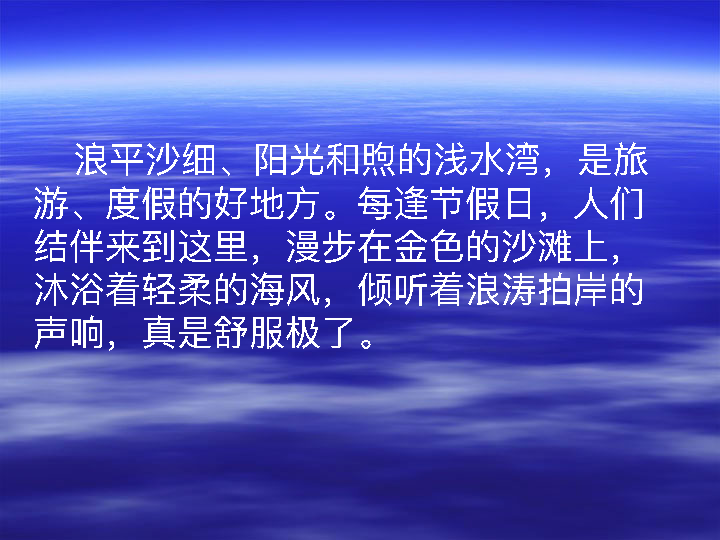 浪平沙细、阳光和煦的浅水湾，是旅
游、度假的好地方。每逢节假日，人们
结伴来到这里，漫步在金色的沙滩上，
沐浴着轻柔的海风，倾听着浪涛拍岸的
声响，真是舒服极了。